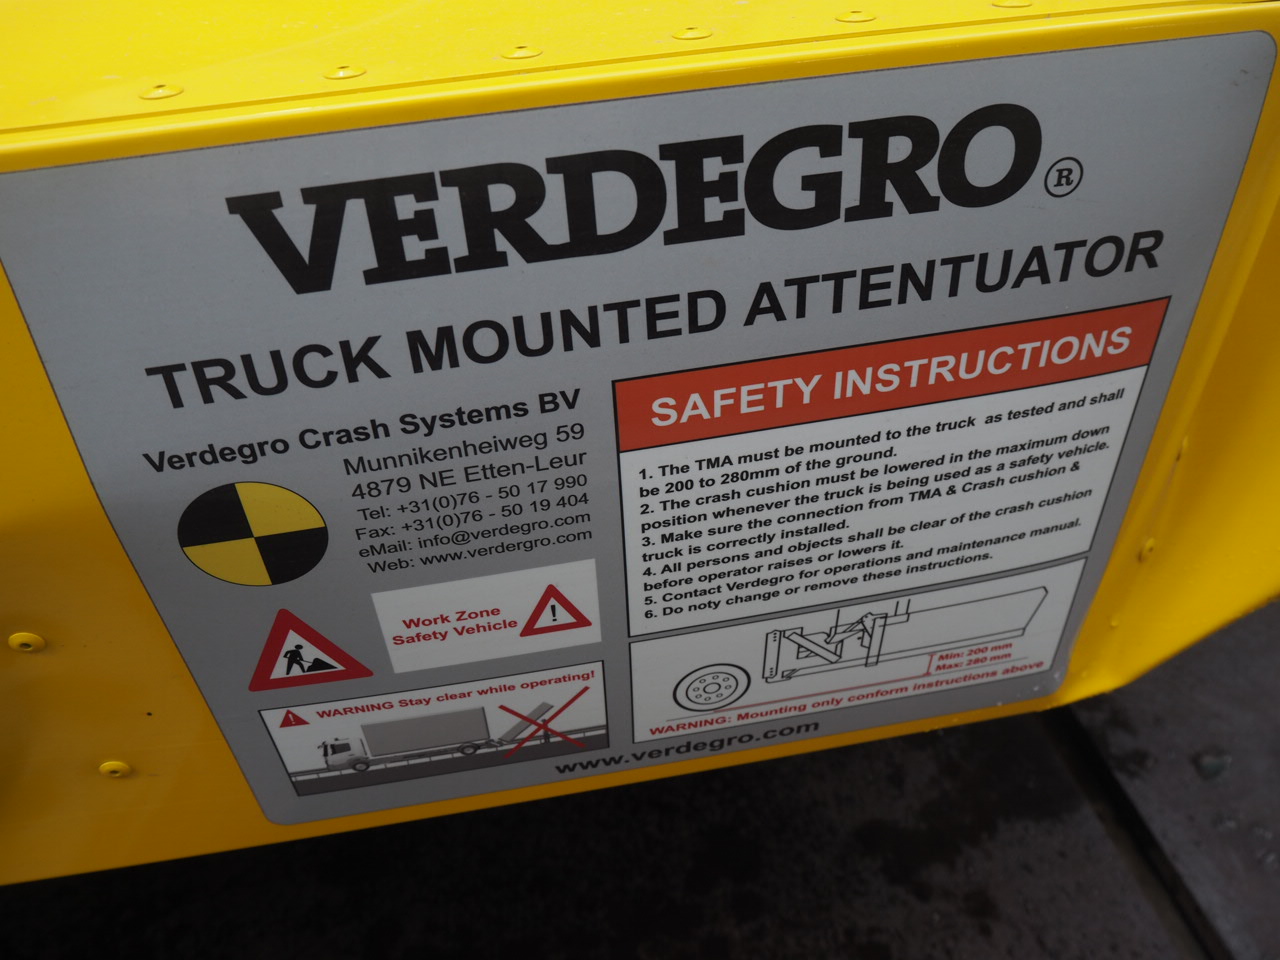 VERDEGRO®
TRUCK MOUNTED ATTENTUATOR
Verdegro Crash Systems BV
Munnikenheiweg 59
4879 NE Etten-Leur
Tel: +31(0)76 - 50 17 990
Fax: +31(0)76 - 50 19 404
eMail: info@verdegro.com
Web: www.verdergro.com
Work Zone
Safety Vehicle
!
WARNING Stay clear while operating!
SAFETY INSTRUCTIONS
1. The TMA must be mounted to the truck as tested and shall
be 200 to 280mm of the ground.
2. The crash cushion must be lowered in the maximum down
position whenever the truck is being used as a safety vehicle.
3. Make sure the connection from TMA & Crash cushion &
truck is correctly installed.
4. All persons and objects shall be clear of the crash cushion
before operator raises or lowers it.
5. Contact Verdegro for operations and maintenance manual.
6. Do noty change or remove these instructions.
Min: 200 mm
Max: 280 mm
WARNING: Mounting only conform instructions above
www.verdegro.com